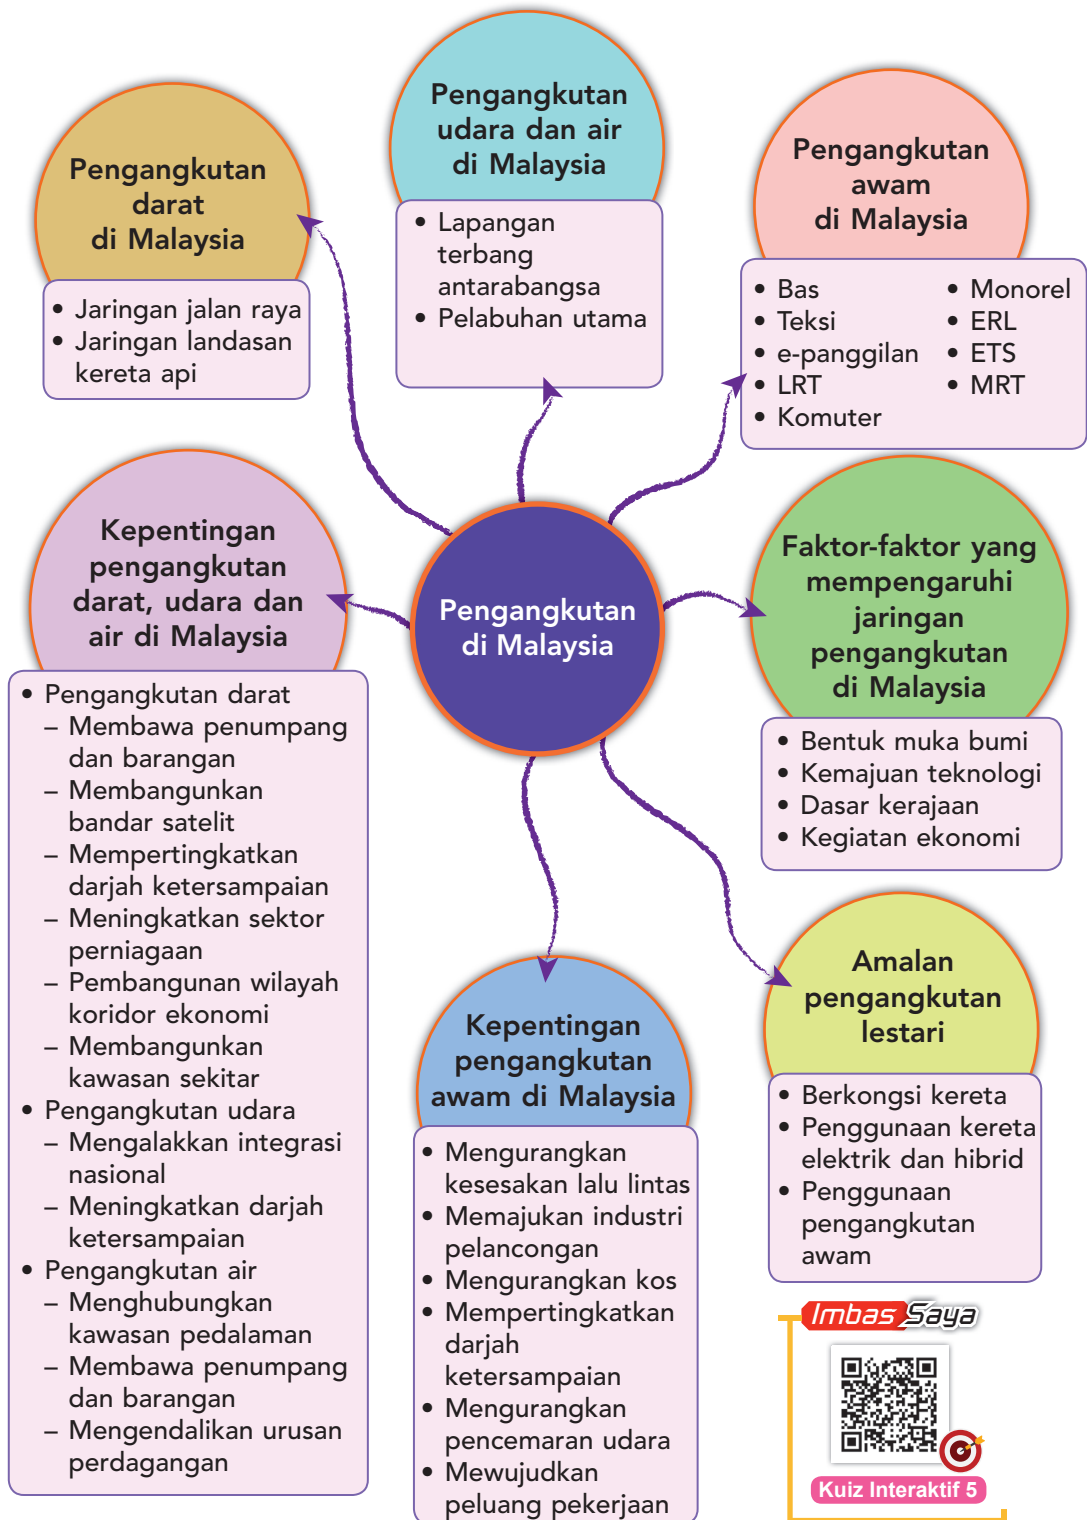 Pengangkutan
darat
di Malaysia
• Jaringan jalan raya
• Jaringan landasan
kereta api
Pengangkutan
udara dan air
di Malaysia
• Lapangan
terbang
antarabangsa
• Pelabuhan utama
Pengangkutan
awam
di Malaysia
• Bas
• Teksi
• e-panggilan
• LRT
• Komuter
• Monorel
• ERL
• ETS
• MRT
Kepentingan
pengangkutan
darat, udara dan
air di Malaysia
• Pengangkutan darat
– Membawa penumpang
dan barangan
– Membangunkan
bandar satelit
– Mempertingkatkan
darjah ketersampaian
– Meningkatkan sektor
perniagaan
– Pembangunan wilayah
koridor ekonomi
– Membangunkan
kawasan sekitar
• Pengangkutan udara
– Mengalakkan integrasi
nasional
– Meningkatkan darjah
ketersampaian
• Pengangkutan air
– Menghubungkan
kawasan pedalaman
– Membawa penumpang
dan barangan
– Mengendalikan urusan
perdagangan
Pengangkutan
di Malaysia
Faktor-faktor yang
mempengaruhi
jaringan
pengangkutan
di Malaysia
• Bentuk muka bumi
• Kemajuan teknologi
• Dasar kerajaan
• Kegiatan ekonomi
Kepentingan
pengangkutan
awam di Malaysia
• Mengurangkan
kesesakan lalu lintas
• Memajukan industri
pelancongan
• Mengurangkan kos
• Mempertingkatkan
darjah
ketersampaian
• Mengurangkan
pencemaran udara
• Mewujudkan
peluang pekerjaan
Amalan
pengangkutan
lestari
• Berkongsi kereta
• Penggunaan kereta
elektrik dan hibrid
• Penggunaan
pengangkutan
awam
Imbas Saya
Kuiz Interaktif 5